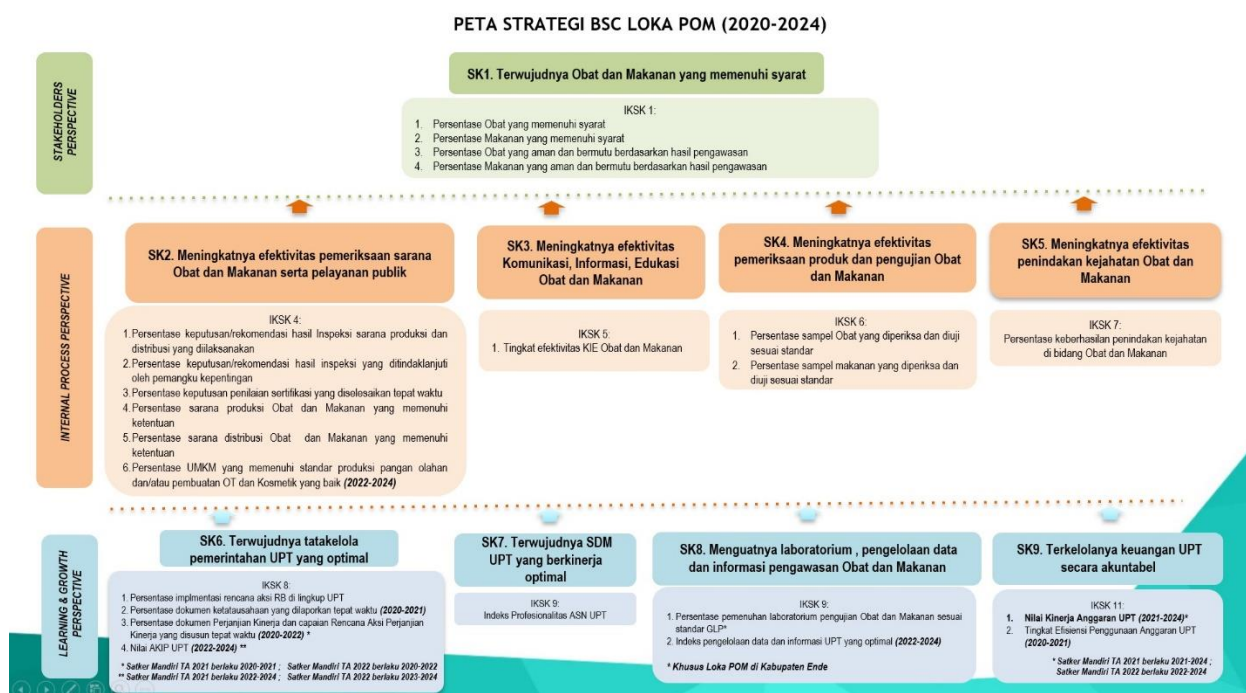 PETA STRATEGI BSC LOKA POM (2020-2024)
STAKEHOLDERS
PERSPECTIVE
SK1. Terwujudnya Obat dan Makanan yang memenuhi syarat
IKSK 1:
1. Persentase Obat yang memenuhi syarat
2. Persentase Makanan yang memenuhi syarat
3. Persentase Obat yang aman dan bermutu berdasarkan hasil pengawasan
4. Persentase Makanan yang aman dan bermutu berdasarkan hasil pengawasan
INTERNAL PROCESS PERSPECTIVE
SK2. Meningkatnya efektivitas pemeriksaan sarana
Obat dan Makanan serta pelayanan publik
IKSK 4:
1.Persentase keputusan/rekomendasi hasil Inspeksi sarana produksi dan
distribusi yang diilaksanakan
2.Persentase keputusan/rekomendasi hasil inspeksi yang ditindaklanjuti
oleh pemangku kepentingan
3.Persentase keputusan penilaian sertifikasi yang diselesaikan tepat waktu
4.Persentase sarana produksi Obat dan Makanan yang memenuhi
ketentuan
5.Persentase sarana distribusi Obat dan Makanan yang memenuhi
ketentuan
6.Persentase UMKM yang memenuhi standar produksi pangan olahan
dan/atau pembuatan OT dan Kosmetik yang baik (2022-2024)
SK3. Meningkatnya efektivitas
Komunikasi, Informasi, Edukasi
Obat dan Makanan
IKSK 5:
1. Tingkat efektivitas KIE Obat dan Makanan
SK4. Meningkatnya efektivitas
pemeriksaan produk dan pengujian Obat
dan Makanan
IKSK 6:
1. Persentase sampel Obat yang diperiksa dan diuji
sesuai standar
2. Persentase sampel makanan yang diperiksa dan
diuji sesuai standar
SK5. Meningkatnya efektivitas
penindakan kejahatan Obat dan
Makanan
IKSK 7:
Persentase keberhasilan penindakan kejahatan
di bidang Obat dan Makanan
LEARNING & GROWTH
PERSPECTIVE
SK6. Terwujudnya tatakelola
pemerintahan UPT yang optimal
IKSK 8:
1. Persentase implmentasi rencana aksi RB di lingkup UPT
2. Persentase dokumen ketatausahaan yang dilaporkan tepat waktu (2020-2021)
3. Persentase dokumen Perjanjian Kinerja dan capaian Rencana Aksi Perjanjian
Kinerja yang disusun tepat waktu (2020-2022) *
4. Nilai AKIP UPT (2022-2024) **
* Satker Mandiri TA 2021 berlaku 2020-2021 ; Satker Mandiri TA 2022 berlaku 2020-2022
** Satker Mandiri TA 2021 berlaku 2022-2024 ; Satker Mandiri TA 2022 berlaku 2023-2024
SK7. Terwujudnya SDM
UPT yang berkinerja
optimal
IKSK 9:
Indeks Profesionalitas ASN UPT
SK8. Menguatnya laboratorium , pengelolaan data
dan informasi pengawasan Obat dan Makanan
IKSK 9:
1. Persentase pemenuhan laboratorium pengujian Obat dan Makanan sesuai
standar GLP*
2. Indeks pengelolaan data dan informasi UPT yang optimal (2022-2024)
* Khusus Loka POM di Kabupaten Ende
SK9. Terkelolanya keuangan UPT
secara akuntabel
IKSK 11:
1. Nilai Kinerja Anggaran UPT (2021-2024)*
2. Tingkat Efisiensi Penggunaan Anggaran UPT
(2020-2021)
* Satker Mandiri TA 2021 berlaku 2021-2024 ;
Satker Mandiri TA 2022 berlaku 2022-2024